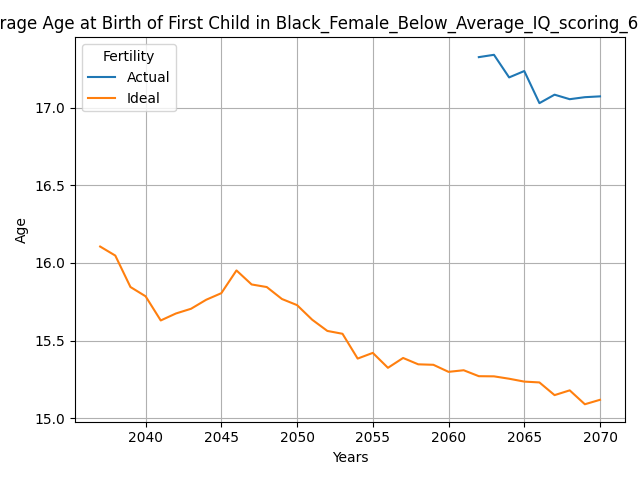 rage Age at Birth of First Child in Black_Female_Below_Average_IQ_scoring_6
Fertility
Actual
Ideal
17.0
16.5
16.0
15.5
15.0
Age
2040 2045 2050 2055 2060 2065 2070
Years